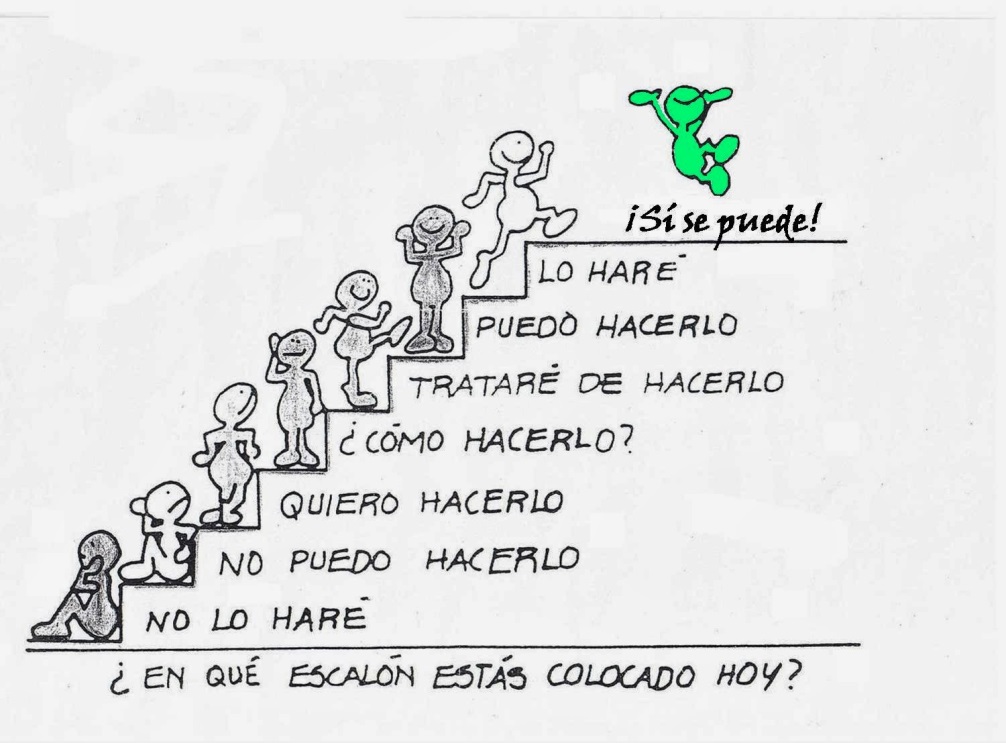 ¡Sí se puede!
LO HARÉ
PUEDO HACERLO
TRATARÉ DE HACERLO
¿CÓMO HACERLO?
QUIERO HACERLO
NO PUEDO HACERLO
NO LO HARÉ
¿EN QUÉ ESCALÓN ESTÁS COLOCADO HOY?